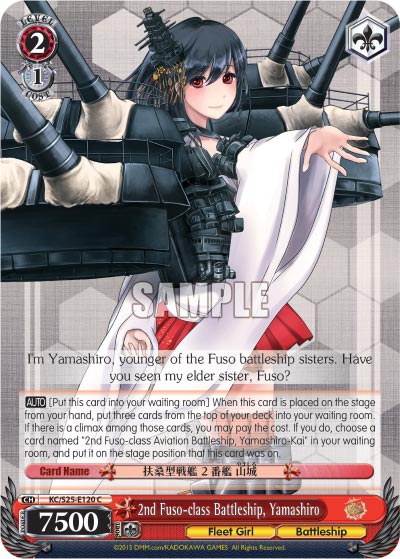 LEVEL
2
1
COST
SAMPLE
I'm Yamashiro, younger of the Fuso battleship sisters. Have
you seen my elder sister, Fuso?
AUTO [Put this card into your waiting room] When this card is placed on the stage
from your hand, put three cards from the top of your deck into your waiting room.
If there is a climax among those cards, you may pay the cost. If you do, choose a
card named "2nd Fuso-class Aviation Battleship, Yamashiro-Kai" in your waiting
room, and put it on the stage position that this card was on.
Card Name 扶桑型戦艦 2番艦 山城
CH KC/S25-E120 C
2nd Fuso-class Battleship, Yamashiro
POWER 7500 SOUL
Fleet Girl Battleship
©2015 DMM.com/KADOKAWA GAMES All Rights Reserved.